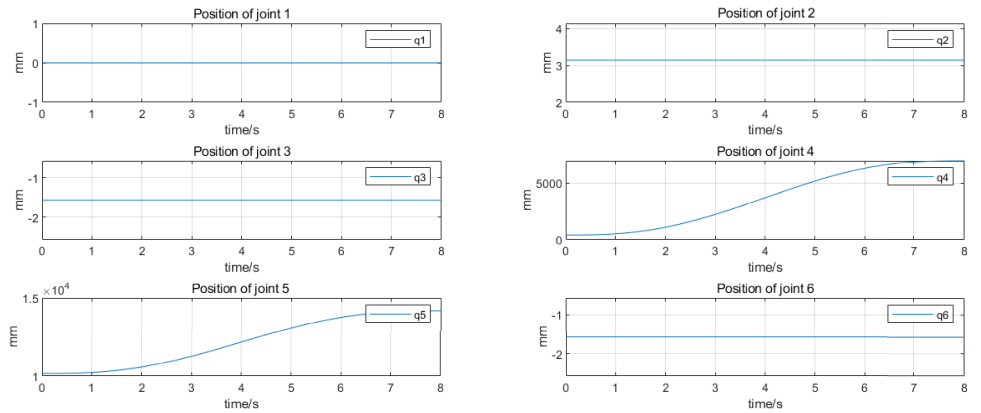 Position of joint 1
1
0
-1
mm
q1
0 1 2 3 4 5 6 7 8
time/s
Position of joint 2
4
3
2
mm
q2
0 1 2 3 4 5 6 7 8
time/s
Position of joint 3
-1
-2
mm
q3
0 1 2 3 4 5 6 7 8
time/s
Position of joint 4
5000
0
mm
q4
0 1 2 3 4 5 6 7 8
time/s
×10⁴
Position of joint 5
1.5
1
mm
q5
0 1 2 3 4 5 6 7 8
time/s
Position of joint 6
-1
-2
mm
q6
0 1 2 3 4 5 6 7 8
time/s